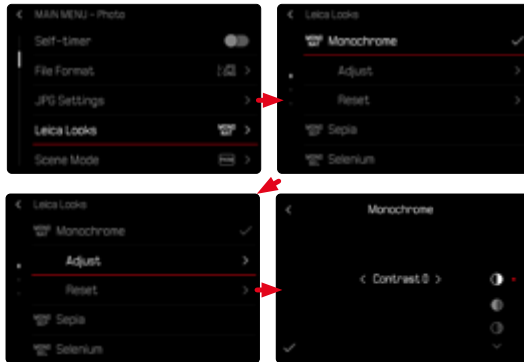 MAIN MENU - Photo
Self-timer
File Format
JPG Settings
Leica Looks
Scene Mode
Leica Looks
Monochrome
Adjust
Reset
Sepia
Selenium
Leica Looks
Monochrome
Adjust
Reset
Sepia
Selenium
Monochrome
Contrast 0